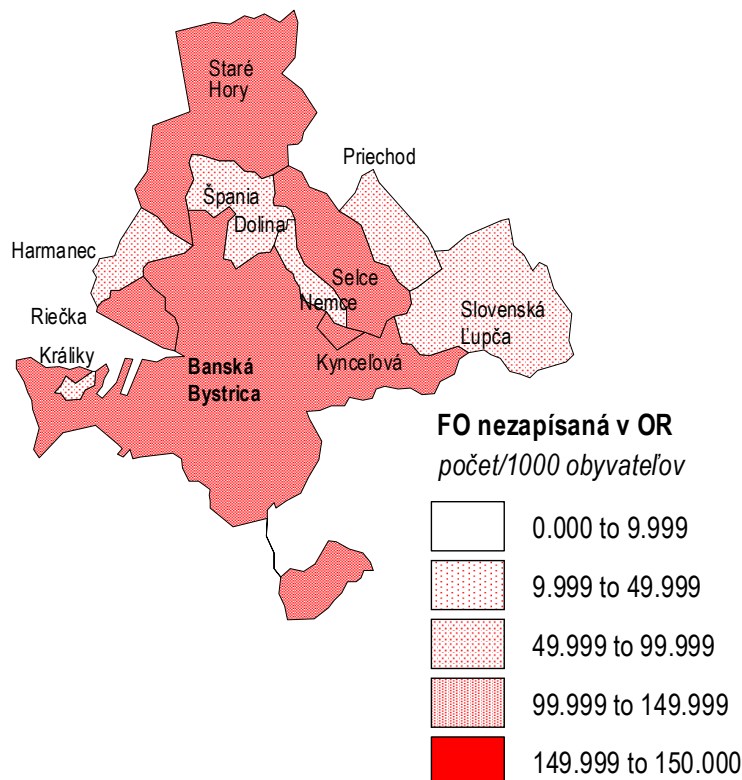 Staré
Hory
Priechod
Špania
Dolina
Harmanec
Selce
Nemce
Slovenská
Ľupča
Riečka
Králiky
Banská
Bystrica
Kynceľová
FO nezapísaná v OR
počet/1000 obyvateľov
0.000 to 9.999
9.999 to 49.999
49.999 to 99.999
99.999 to 149.999
149.999 to 150.000